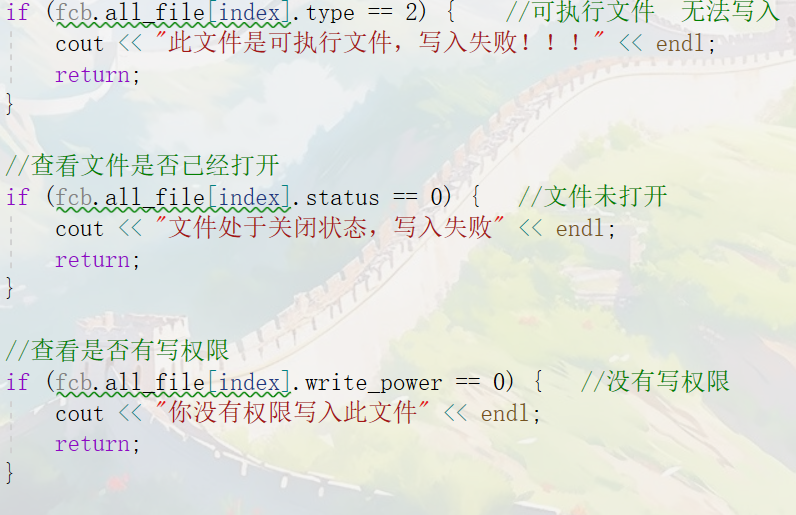 if (fcb.all_file[index].type == 2) {    //可执行文件  无法写入
    cout << "此文件是可执行文件，写入失败！！！" << endl;
    return;
}
//查看文件是否已经打开
if (fcb.all_file[index].status == 0) {   //文件未打开
    cout << "文件处于关闭状态，写入失败" << endl;
    return;
}
//查看是否有写权限
if (fcb.all_file[index].write_power == 0) {   //没有写权限
    cout << "你没有权限写入此文件" << endl;
    return;
}